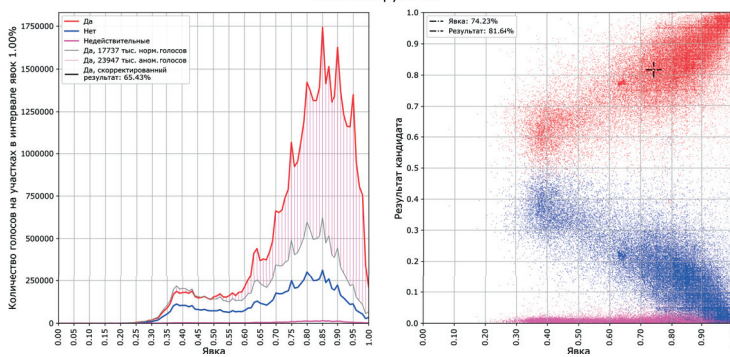 Да
Нет
Недействительные
Да, 17737 тыс. норм. голосов
Да, 23947 тыс. аном. голосов
Да, скорректированный
результат: 65.43%
Количество голосов на участках в интервале явок 1.00%
1750000
1500000
1250000
1000000
750000
500000
250000
0
0.00 0.05 0.10 0.15 0.20 0.25 0.30 0.35 0.40 0.45 0.50 0.55 0.60 0.65 0.70 0.75 0.80 0.85 0.90 0.95 1.00
Явка
Явка: 74.23%
Результат: 81.64%
Результат кандидата
1.0
0.9
0.8
0.7
0.6
0.5
0.4
0.3
0.2
0.1
0.0
0.0 0.10 0.20 0.30 0.40 0.50 0.60 0.70 0.80 0.90
Явка